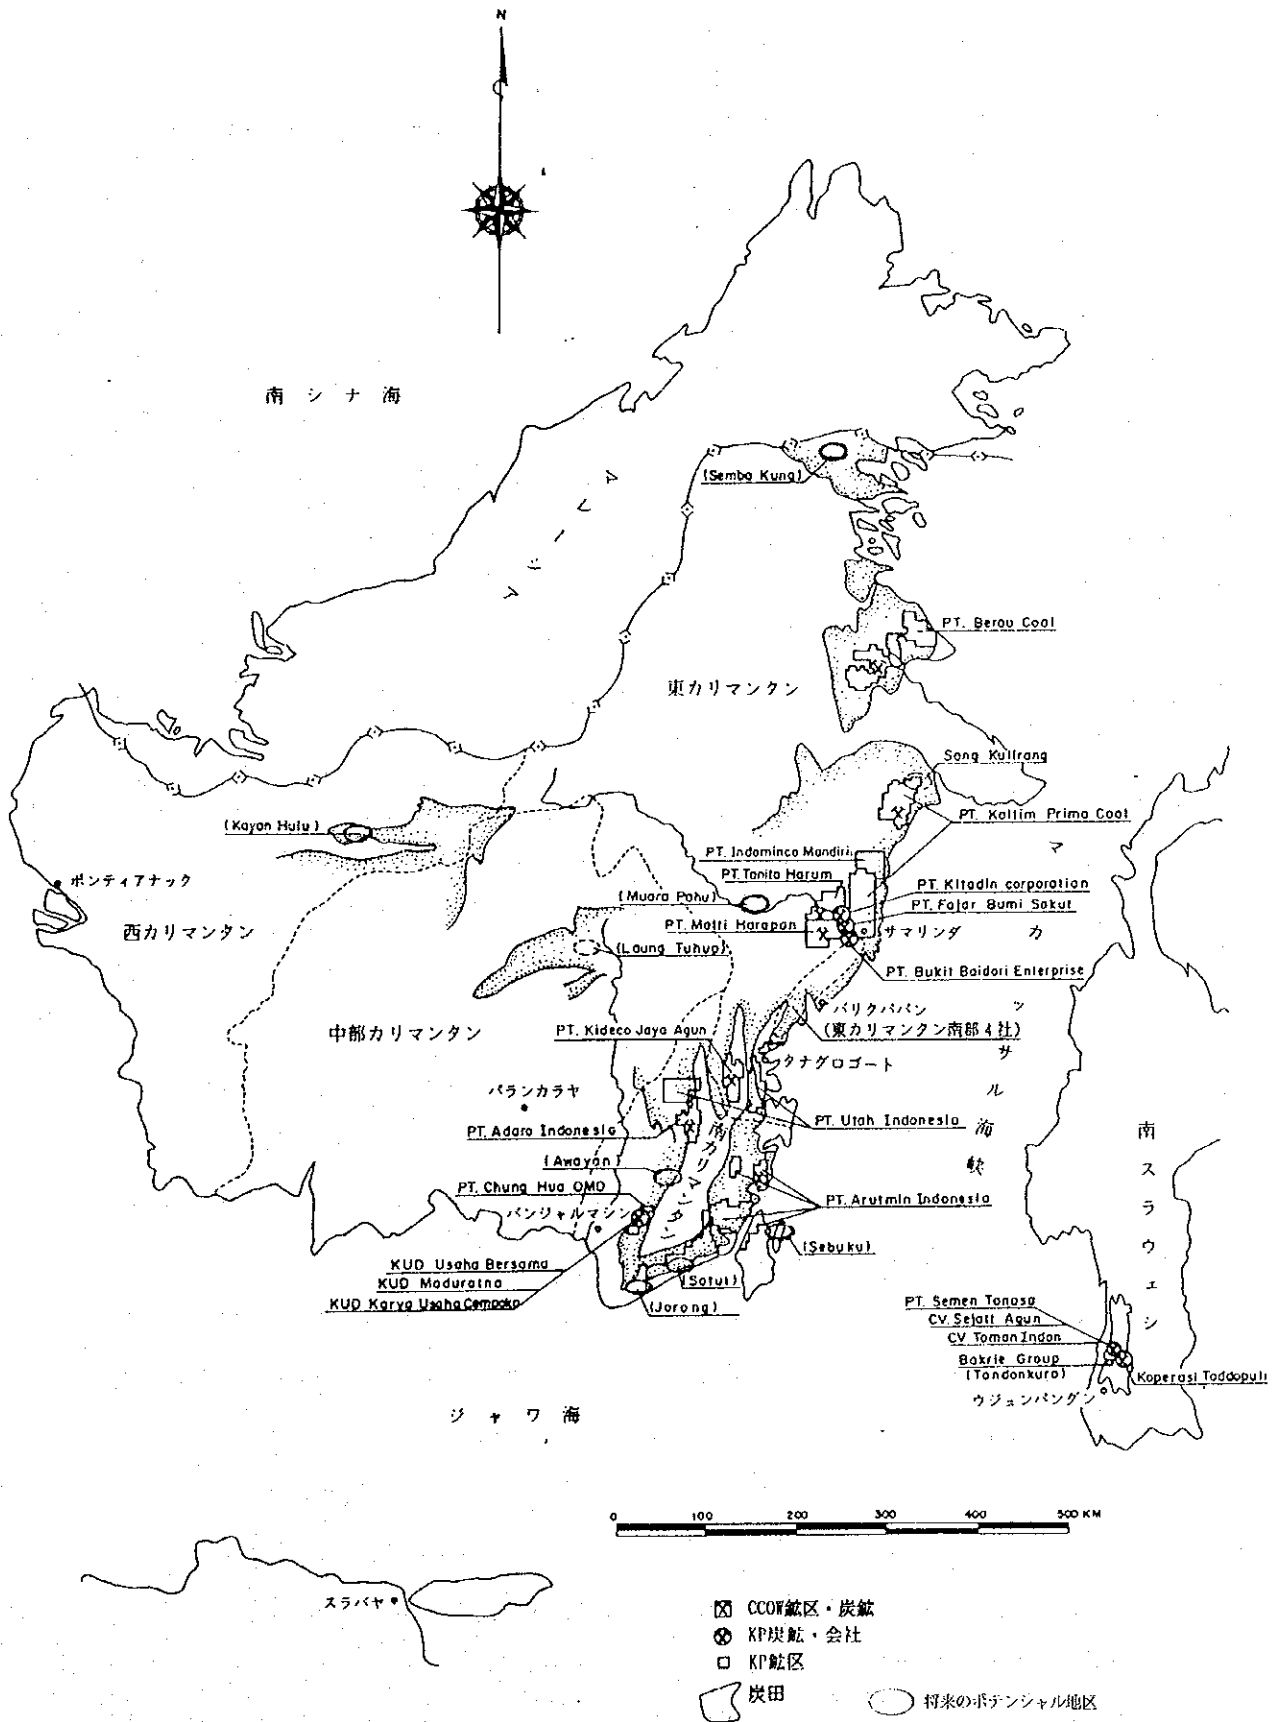 N
南シナ海
マレーシア
(Semba Kung)
PT. Berau Coal
東カリマンタン
Sang Kulirang
PT. Kaltim Prima Coal
(Kayan Hulu)
PT. Indominco Mandiri
PT. Tanito Harum
PT. Kitadin corporation
(Muara Pahu)
PT. Fajar Bumi Sakut
ポンティアナック
西カリマンタン
PT. Malti Harapan
サマリンダ
(Laung Tuhup)
PT. Bukit Baidori Enterprise
マカッサル海峡
バリクパパン
(東カリマンタン南部4社)
中部カリマンタン
PT. Kideco Jaya Agun
タナグロゴート
パランカラヤ
PT. Utah Indonesia
PT. Adaro Indonesia
南カリマンタン
南スラウェシ
(Awayan)
PT. Chung Hua OMD
PT. Arutmin Indonesia
バンジャルマシン
(Sebuku)
KUD Usaha Bersama
KUD Maduratna
(Satui)
KUD Karya Usaha Cempaka
(Jorong)
PT. Semen Tonasa
CV. Sejati Agun
CV Toman Indon
Bakrie Group
(Tandonkura)
Koperasi Taddopuli
ウジュンパンダン
ジャワ海
0 100 200 300 400 500 KM
スラバヤ
CCOW鉱区・炭鉱
KP炭鉱・会社
KP鉱区
炭田
将来のポテンシャル地区